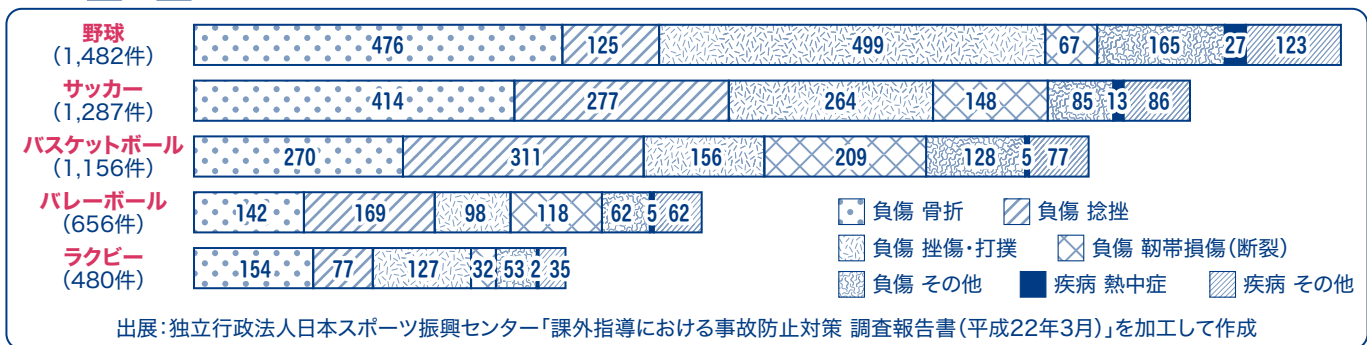 野球
(1,482件)
476 125 499 67 165 27 123
サッカー
(1,287件)
414 277 264 148 85 13 86
バスケットボール
(1,156件)
270 311 156 209 128 5 77
バレーボール
(656件)
142 169 98 118 62 5 62
ラクビー
(480件)
154 77 127 32 53 2 35
負傷 骨折 負傷 捻挫
負傷 挫傷・打撲 負傷 靭帯損傷(断裂)
負傷 その他 疾病 熱中症 疾病 その他
出展:独立行政法人日本スポーツ振興センター「課外指導における事故防止対策 調査報告書(平成22年3月)」を加工して作成